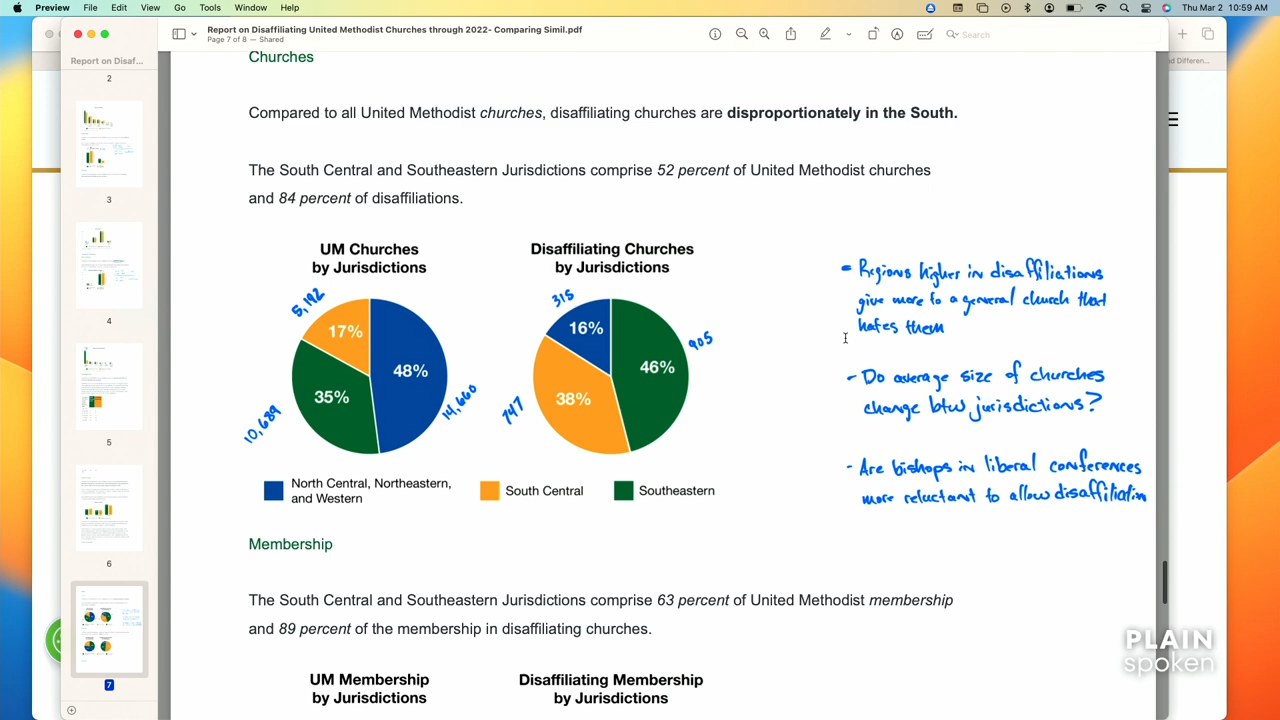 Preview File Edit View Go Tools Window Help
Thu Mar 2 10:59 AM
Report on Disaffiliating United Methodist Churches through 2022- Comparing Simil.pdf
Page 7 of 8 — Shared
Search
Report on Disaf...
2
3
4
5
6
7
d Differen...
Churches
Compared to all United Methodist churches, disaffiliating churches are disproportionately in the South.
The South Central and Southeastern Jurisdictions comprise 52 percent of United Methodist churches
and 84 percent of disaffiliations.
UM Churches
by Jurisdictions
5,192
17%
48%
35%
10,689
14,660
Disaffiliating Churches
by Jurisdictions
315
16%
46%
905
38%
747
North Central, Northeastern,
and Western
South Central
Southeastern
- Regions higher in disaffiliations
give more to a general church that
hates them
- Do average size of churches
change btw jurisdictions?
- Are bishops in liberal conferences
more reluctant to allow disaffiliation
Membership
The South Central and Southeastern Jurisdictions comprise 63 percent of United Methodist membership
and 89 percent of the membership in disaffiliating churches.
UM Membership
by Jurisdictions
Disaffiliating Membership
by Jurisdictions
PLAIN
spoken